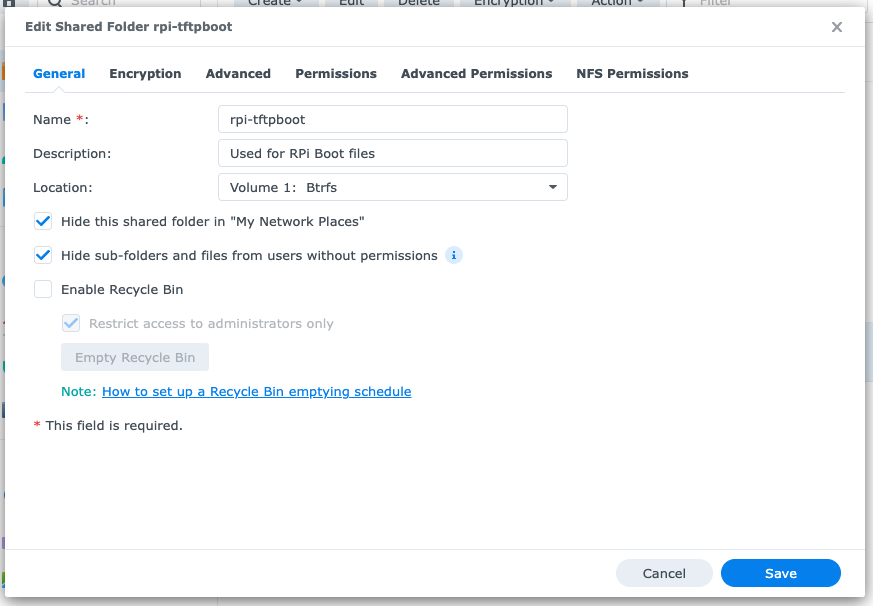 Search
Create
Edit
Delete
Encryption
Action
Filter
Edit Shared Folder rpi-tftpboot
General Encryption Advanced Permissions Advanced Permissions NFS Permissions
Name *: rpi-tftpboot
Description: Used for RPi Boot files
Location: Volume 1: Btrfs
Hide this shared folder in "My Network Places"
Hide sub-folders and files from users without permissions i
Enable Recycle Bin
Restrict access to administrators only
Empty Recycle Bin
Note: How to set up a Recycle Bin emptying schedule
* This field is required.
Cancel Save